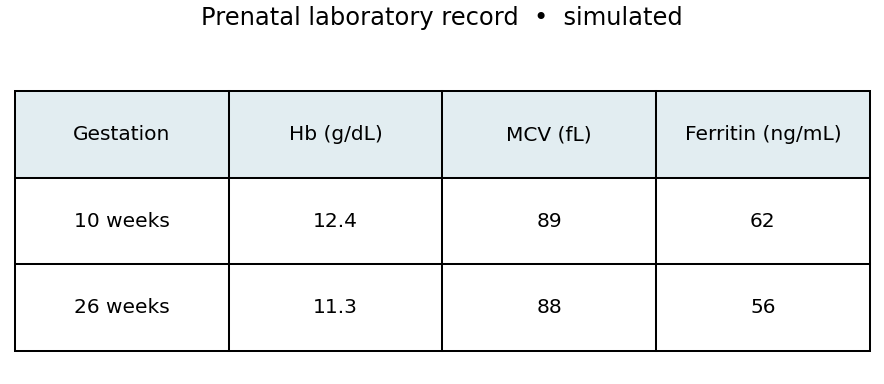 Prenatal laboratory record • simulated
Gestation Hb (g/dL) MCV (fL) Ferritin (ng/mL)
10 weeks 12.4 89 62
26 weeks 11.3 88 56